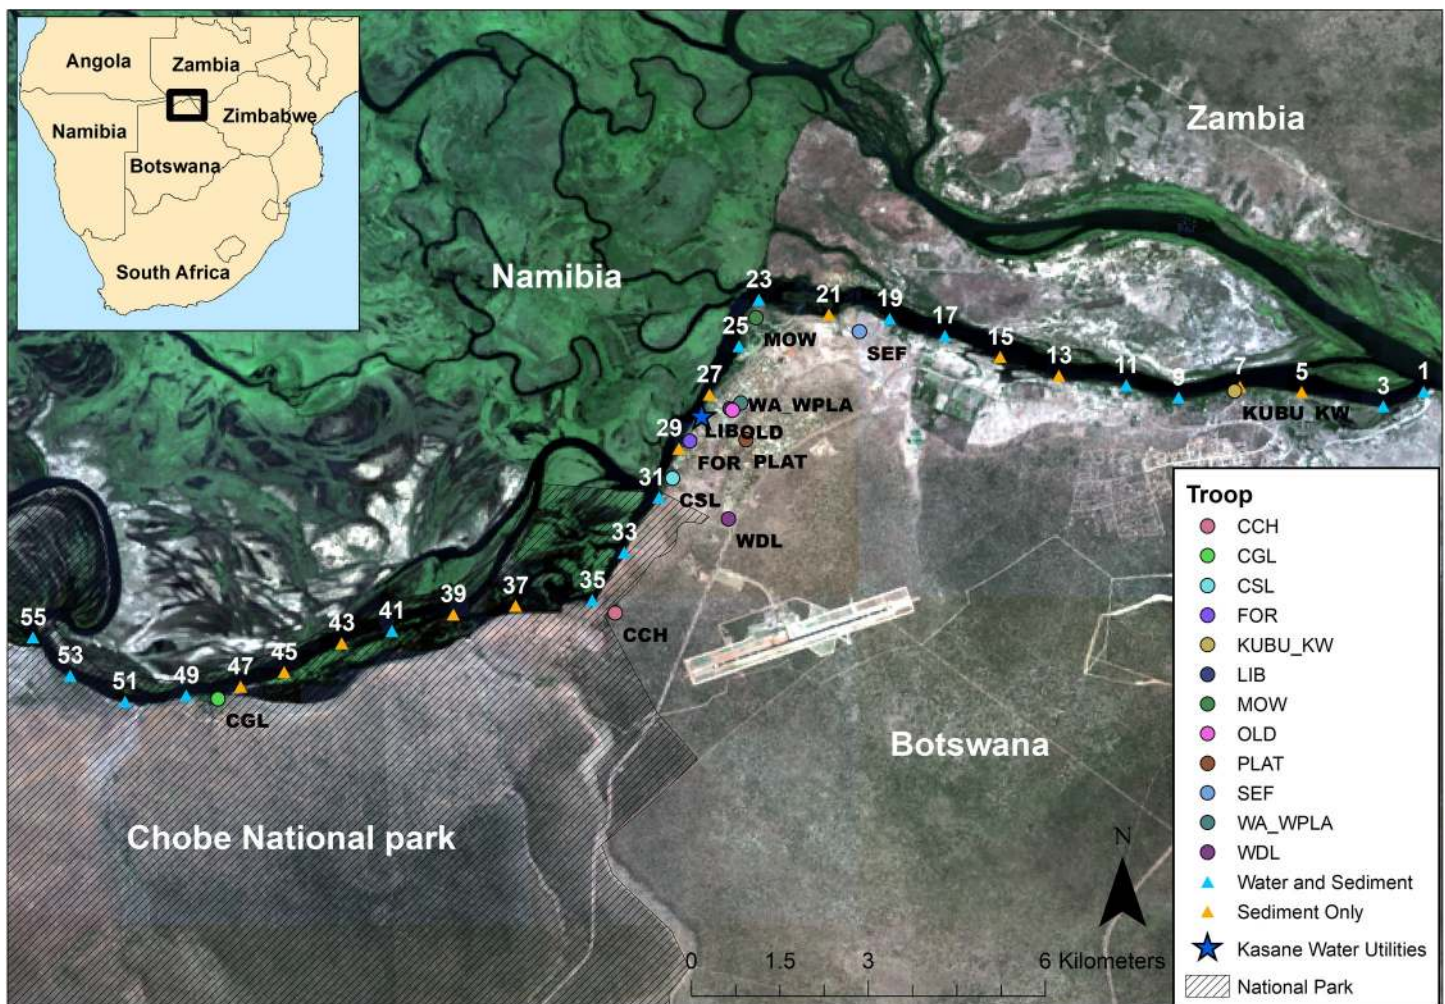 Angola
Zambia
Namibia
Zimbabwe
Botswana
South Africa
Zambia
Namibia
23
21
19
17
15
13
11
9
7
5
3
1
25
MOW
SEF
27
WA_WPLA
KUBU_KW
LIB
OLD
29
FOR
PLAT
31
CSL
33
WDL
35
37
39
41
43
45
47
49
51
53
55
CCH
CGL
Botswana
Chobe National park
N
0 1.5 3 6 Kilometers
Troop
CCH
CGL
CSL
FOR
KUBU_KW
LIB
MOW
OLD
PLAT
SEF
WA_WPLA
WDL
Water and Sediment
Sediment Only
Kasane Water Utilities
National Park